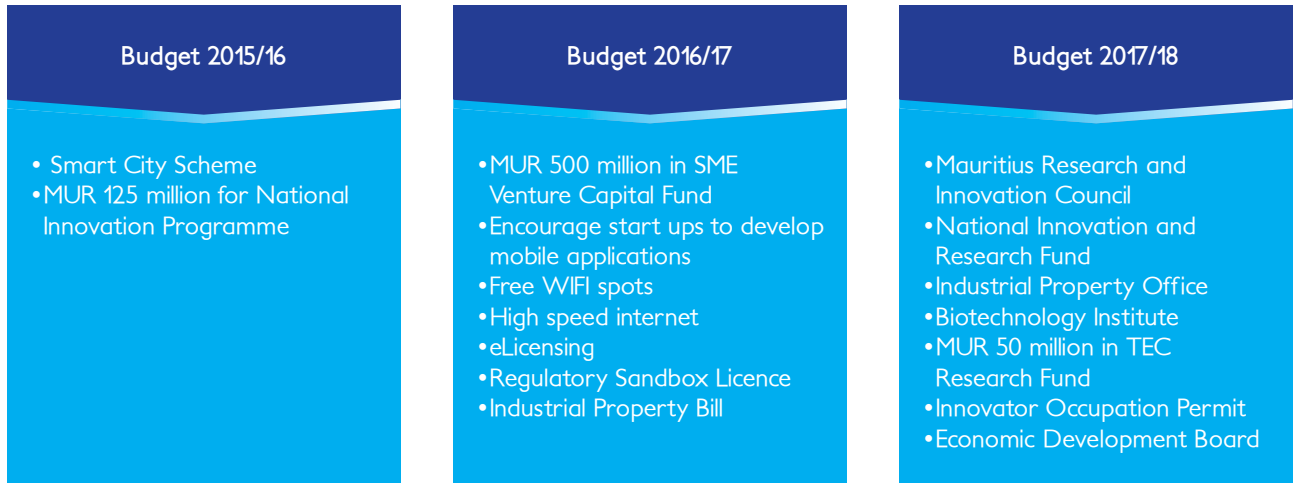 Budget 2015/16
• Smart City Scheme
•MUR 125 million for National
Innovation Programme
Budget 2016/17
•MUR 500 million in SME
Venture Capital Fund
•Encourage start ups to develop
mobile applications
•Free WIFI spots
•High speed internet
•eLicensing
•Regulatory Sandbox Licence
•Industrial Property Bill
Budget 2017/18
•Mauritius Research and
Innovation Council
•National Innovation and
Research Fund
•Industrial Property Office
•Biotechnology Institute
•MUR 50 million in TEC
Research Fund
•Innovator Occupation Permit
•Economic Development Board